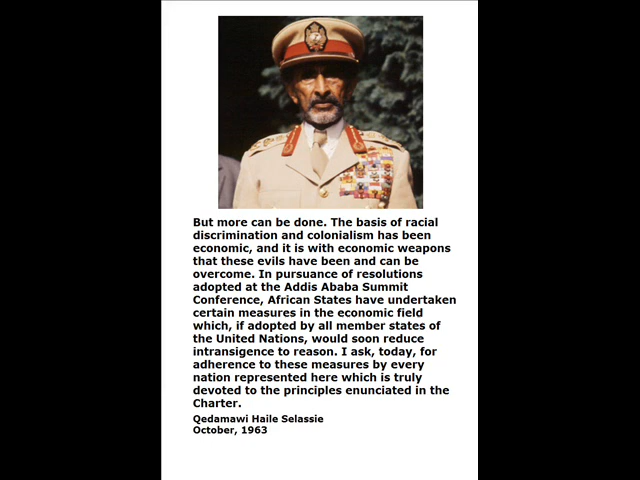 But more can be done. The basis of racial
discrimination and colonialism has been
economic, and it is with economic weapons
that these evils have been and can be
overcome. In pursuance of resolutions
adopted at the Addis Ababa Summit
Conference, African States have undertaken
certain measures in the economic field
which, if adopted by all member states of
the United Nations, would soon reduce
intransigence to reason. I ask, today, for
adherence to these measures by every
nation represented here which is truly
devoted to the principles enunciated in the
Charter.
Qedamawi Haile Selassie
October, 1963